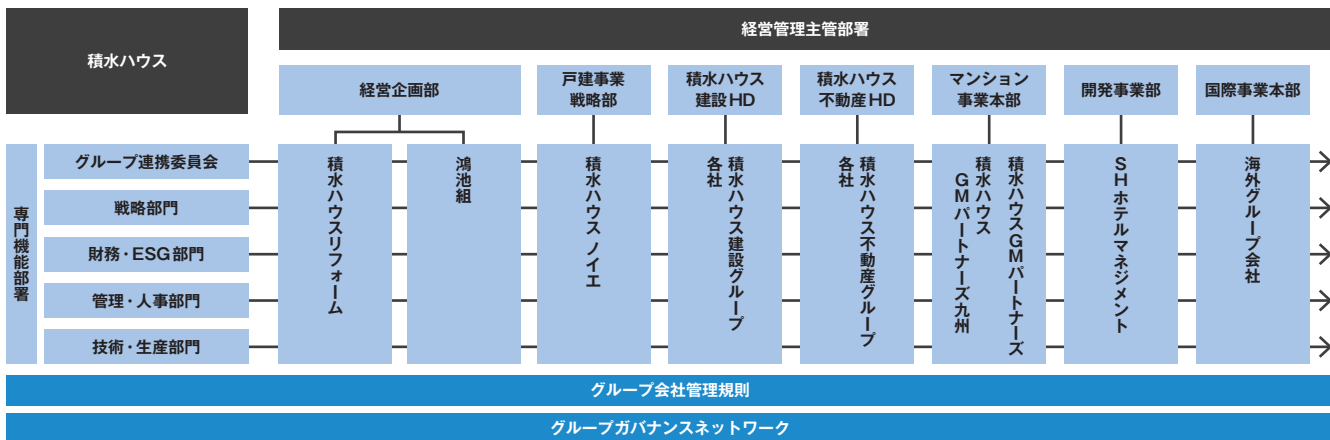 積水ハウス
経営管理主管部署
経営企画部
戸建事業
戦略部
積水ハウス
建設HD
積水ハウス
不動産HD
マンション
事業本部
開発事業部
国際事業本部
専門機能部署
グループ連携委員会
戦略部門
財務・ESG部門
管理・人事部門
技術・生産部門
積水ハウスリフォーム
鴻池組
積水ハウス ノイエ
積水ハウス建設グループ
各社
積水ハウス不動産グループ
各社
積水ハウスGMパートナーズ
積水ハウス
GMパートナーズ九州
SHホテルマネジメント
海外グループ会社
グループ会社管理規則
グループガバナンスネットワーク